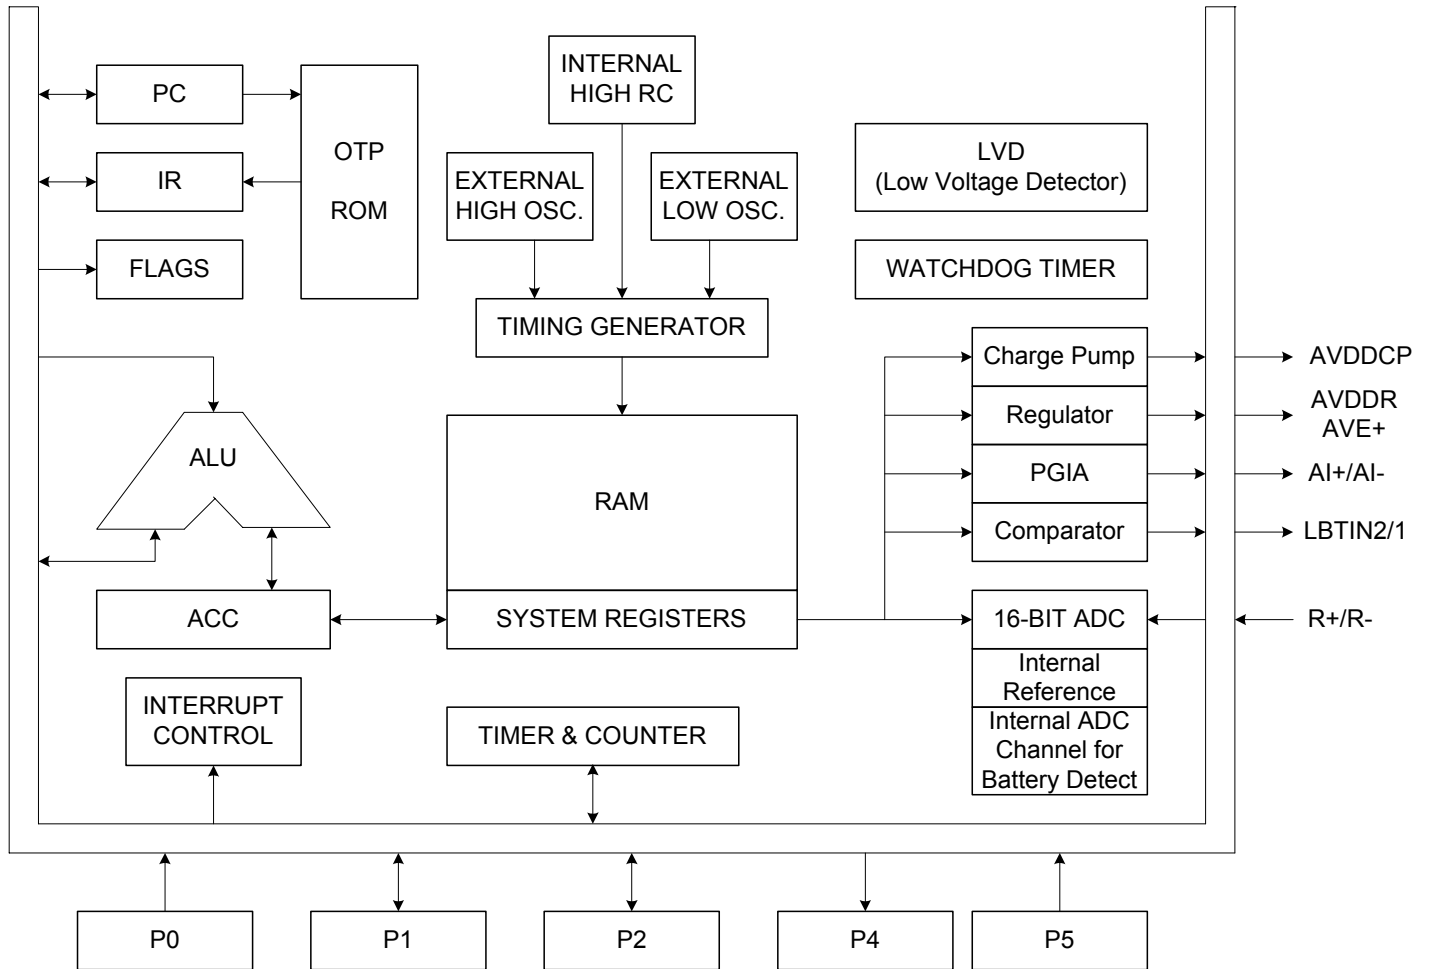 PC
IR
FLAGS
OTP
ROM
INTERNAL
HIGH RC
EXTERNAL
HIGH OSC.
EXTERNAL
LOW OSC.
TIMING GENERATOR
LVD
(Low Voltage Detector)
WATCHDOG TIMER
ALU
ACC
RAM
SYSTEM REGISTERS
Charge Pump
Regulator
PGIA
Comparator
16-BIT ADC
Internal
Reference
Internal ADC
Channel for
Battery Detect
AVDDCP
AVDDR
AVE+
AI+/AI-
LBTIN2/1
R+/R-
INTERRUPT
CONTROL
TIMER & COUNTER
P0
P1
P2
P4
P5